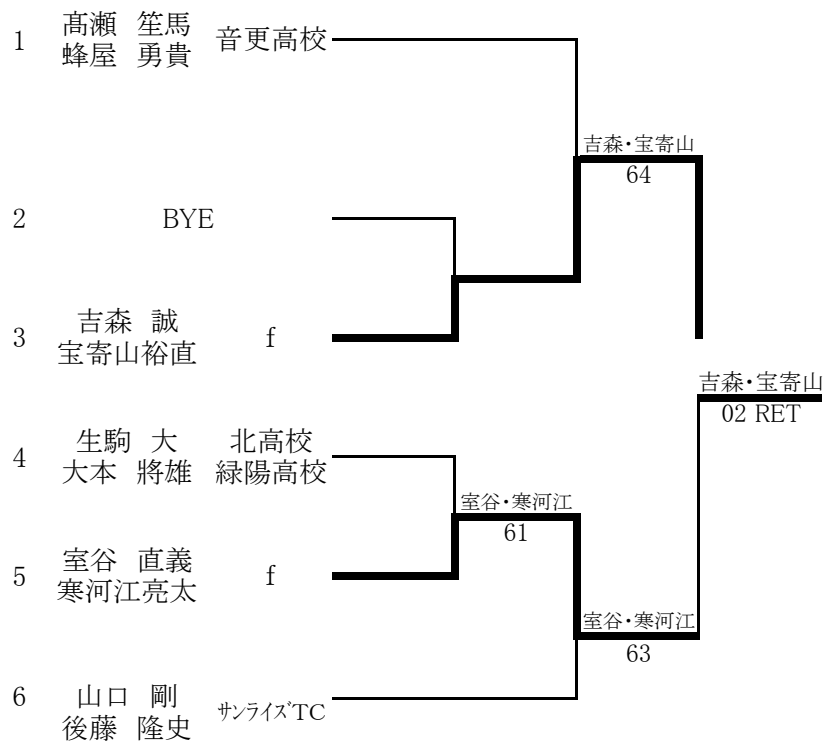 1 髙瀬 笙馬 音更高校
蜂屋 勇貴
吉森・宝寄山
64
2 BYE
3 吉森 誠 f
宝寄山裕直
吉森・宝寄山
02 RET
4 生駒 大 北高校
大本 將雄 緑陽高校
室谷・寒河江
61
5 室谷 直義 f
寒河江亮太
室谷・寒河江
63
6 山口 剛 サンライズTC
後藤 隆史